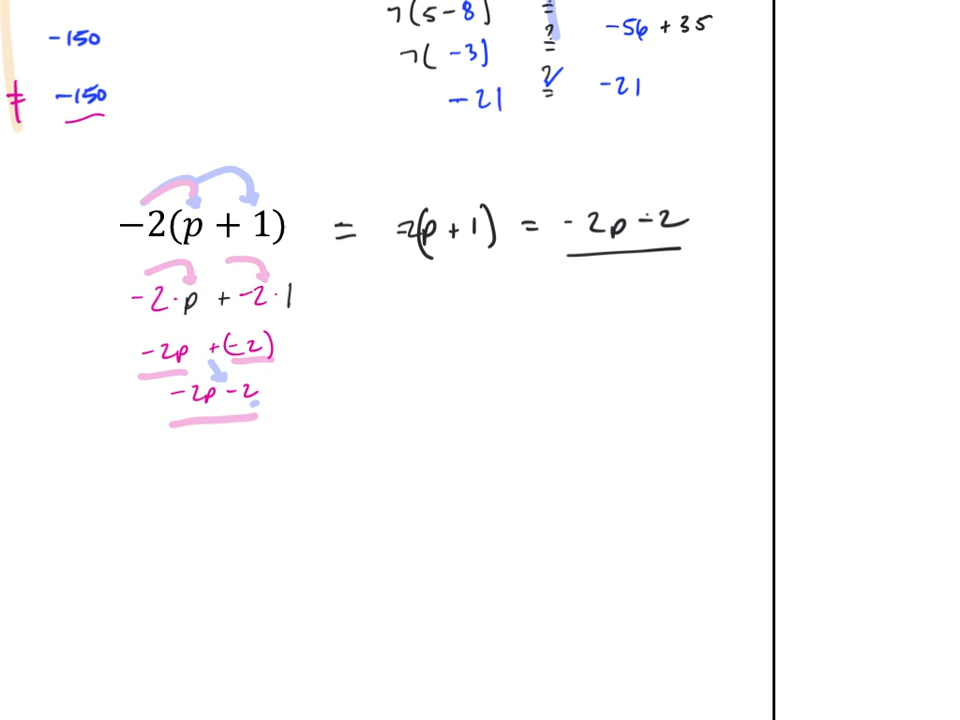 -150
≠ -150
7(5-8) = -56 + 35
7(-3) ≟
-21 ≟ ✓ -21
-2(p + 1) = -2(p + 1) = -2p - 2
-2 · p + -2 · 1
-2p + (-2)
-2p - 2